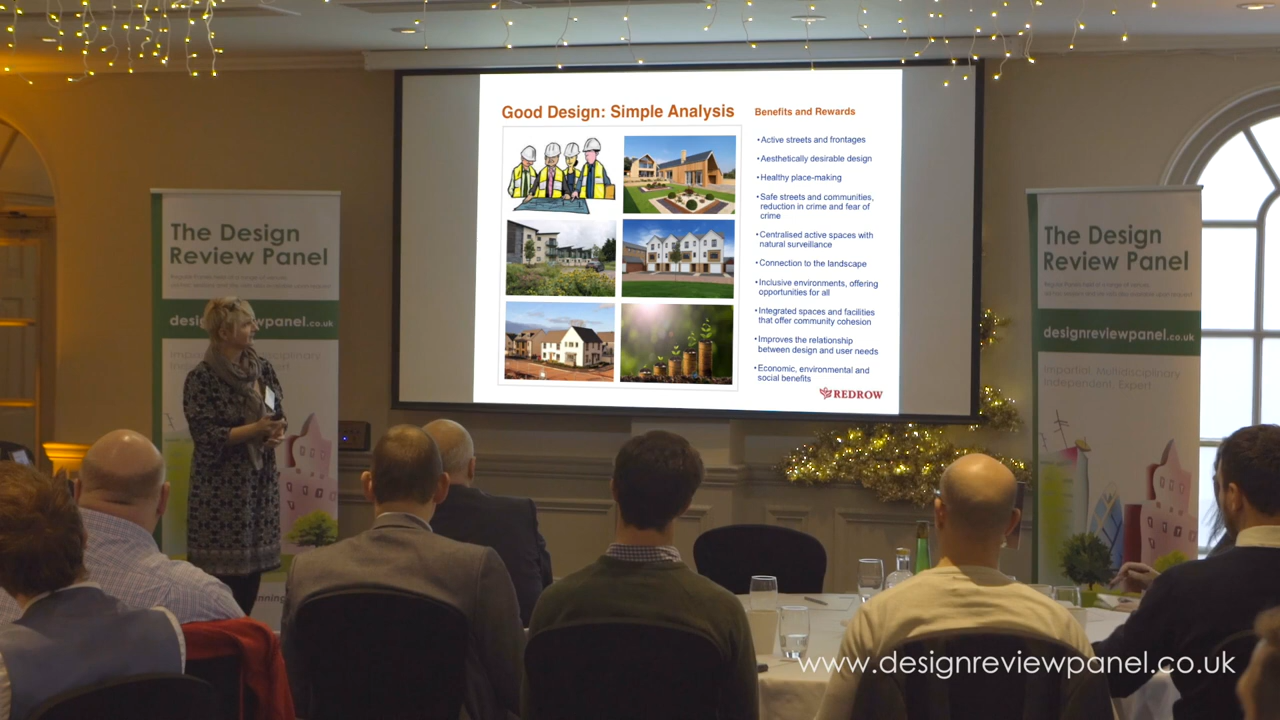 Good Design: Simple Analysis
Benefits and Rewards
•Active streets and frontages
•Aesthetically desirable design
•Healthy place-making
•Safe streets and communities,
reduction in crime and fear of
crime
•Centralised active spaces with
natural surveillance
•Connection to the landscape
•Inclusive environments, offering
opportunities for all
•Integrated spaces and facilities
that offer community cohesion
•Improves the relationship
between design and user needs
•Economic, environmental and
social benefits
REDROW
The Design
Review Panel
The Design
Review Panel
designreviewpanel.co.uk
Impartial, Multidisciplinary
Independent, Expert
www.designreviewpanel.co.uk